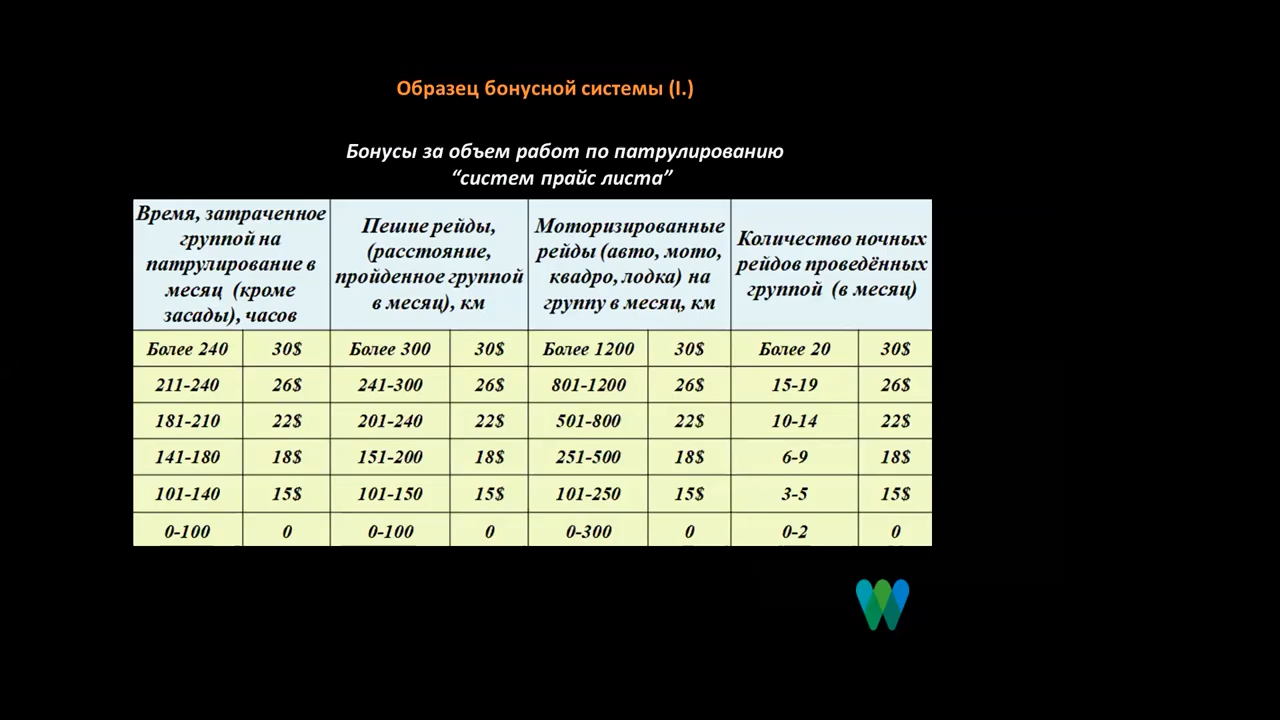 Образец бонусной системы (I.)
Бонусы за объем работ по патрулированию
“систем прайс листа”
Время, затраченное
группой на
патрулирование в
месяц (кроме
засады), часов
Пешие рейды,
(расстояние,
пройденное группой
в месяц), км
Моторизированные
рейды (авто, мото,
квадро, лодка) на
группу в месяц, км
Количество ночных
рейдов проведённых
группой (в месяц)
Более 240 30$ Более 300 30$ Более 1200 30$ Более 20 30$
211-240 26$ 241-300 26$ 801-1200 26$ 15-19 26$
181-210 22$ 201-240 22$ 501-800 22$ 10-14 22$
141-180 18$ 151-200 18$ 251-500 18$ 6-9 18$
101-140 15$ 101-150 15$ 101-250 15$ 3-5 15$
0-100 0 0-100 0 0-300 0 0-2 0